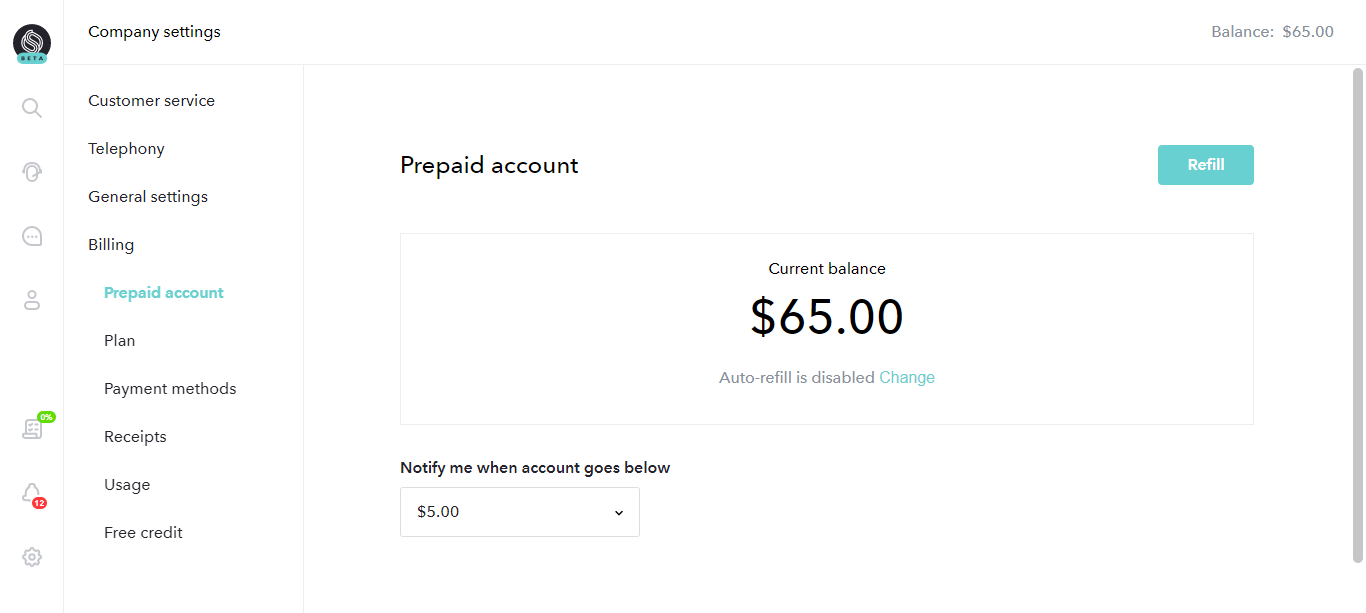 Company settings
Balance: $65.00
BETA
Customer service
Telephony
General settings
Billing
Prepaid account
Plan
Payment methods
Receipts
Usage
Free credit
0%
12
Prepaid account
Refill
Current balance
$65.00
Auto-refill is disabled Change
Notify me when account goes below
$5.00